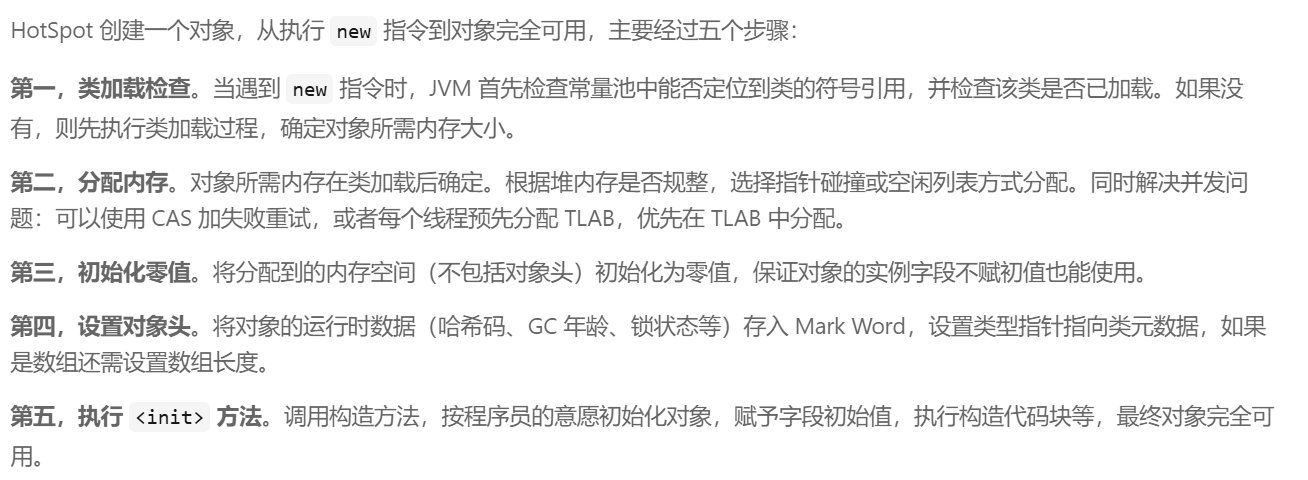 HotSpot 创建一个对象，从执行 new 指令到对象完全可用，主要经过五个步骤：
第一，类加载检查。当遇到 new 指令时，JVM 首先检查常量池中能否定位到类的符号引用，并检查该类是否已加载。如果没
有，则先执行类加载过程，确定对象所需内存大小。
第二，分配内存。对象所需内存在类加载后确定。根据堆内存是否规整，选择指针碰撞或空闲列表方式分配。同时解决并发问
题：可以使用 CAS 加失败重试，或者每个线程预先分配 TLAB，优先在 TLAB 中分配。
第三，初始化零值。将分配到的内存空间（不包括对象头）初始化为零值，保证对象的实例字段不赋初值也能使用。
第四，设置对象头。将对象的运行时数据（哈希码、GC 年龄、锁状态等）存入 Mark Word，设置类型指针指向类元数据，如果
是数组还需设置数组长度。
第五，执行 <init> 方法。调用构造方法，按程序员的意愿初始化对象，赋予字段初始值，执行构造代码块等，最终对象完全可
用。